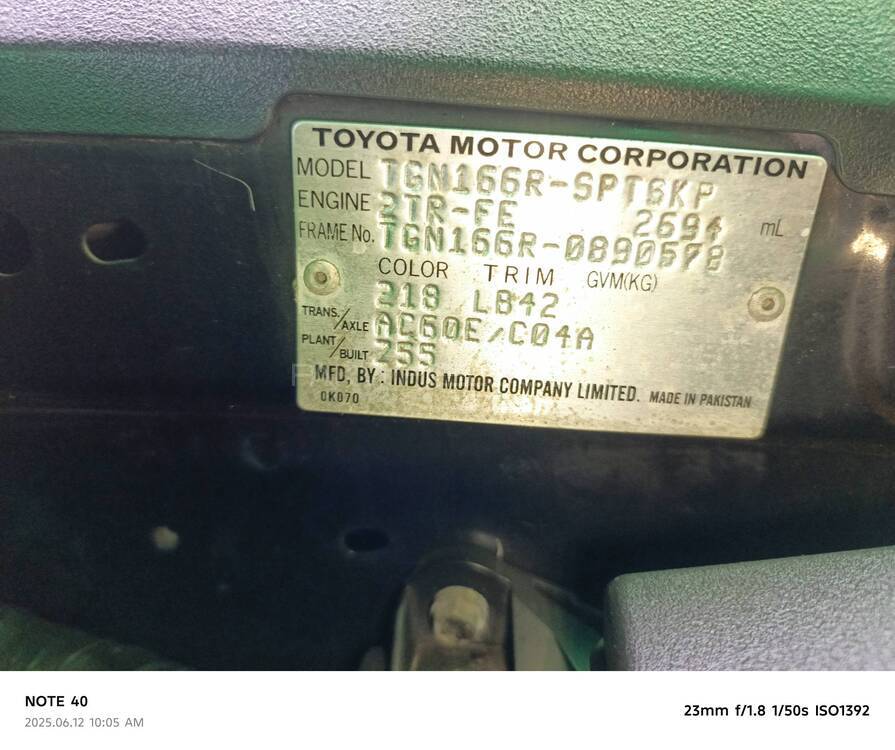 TOYOTA MOTOR CORPORATION
MODEL TGN166R-SPT6KP
ENGINE 2TR-FE 2694 mL
FRAME No. TGN166R-0890578
COLOR TRIM GVM(KG)
218 LB42
TRANS./AXLE AC60E/C04A
PLANT/BUILT 255
MFD, BY : INDUS MOTOR COMPANY LIMITED. MADE IN PAKISTAN
0K070
NOTE 40
2025.06.12 10:05 AM
23mm f/1.8 1/50s ISO1392